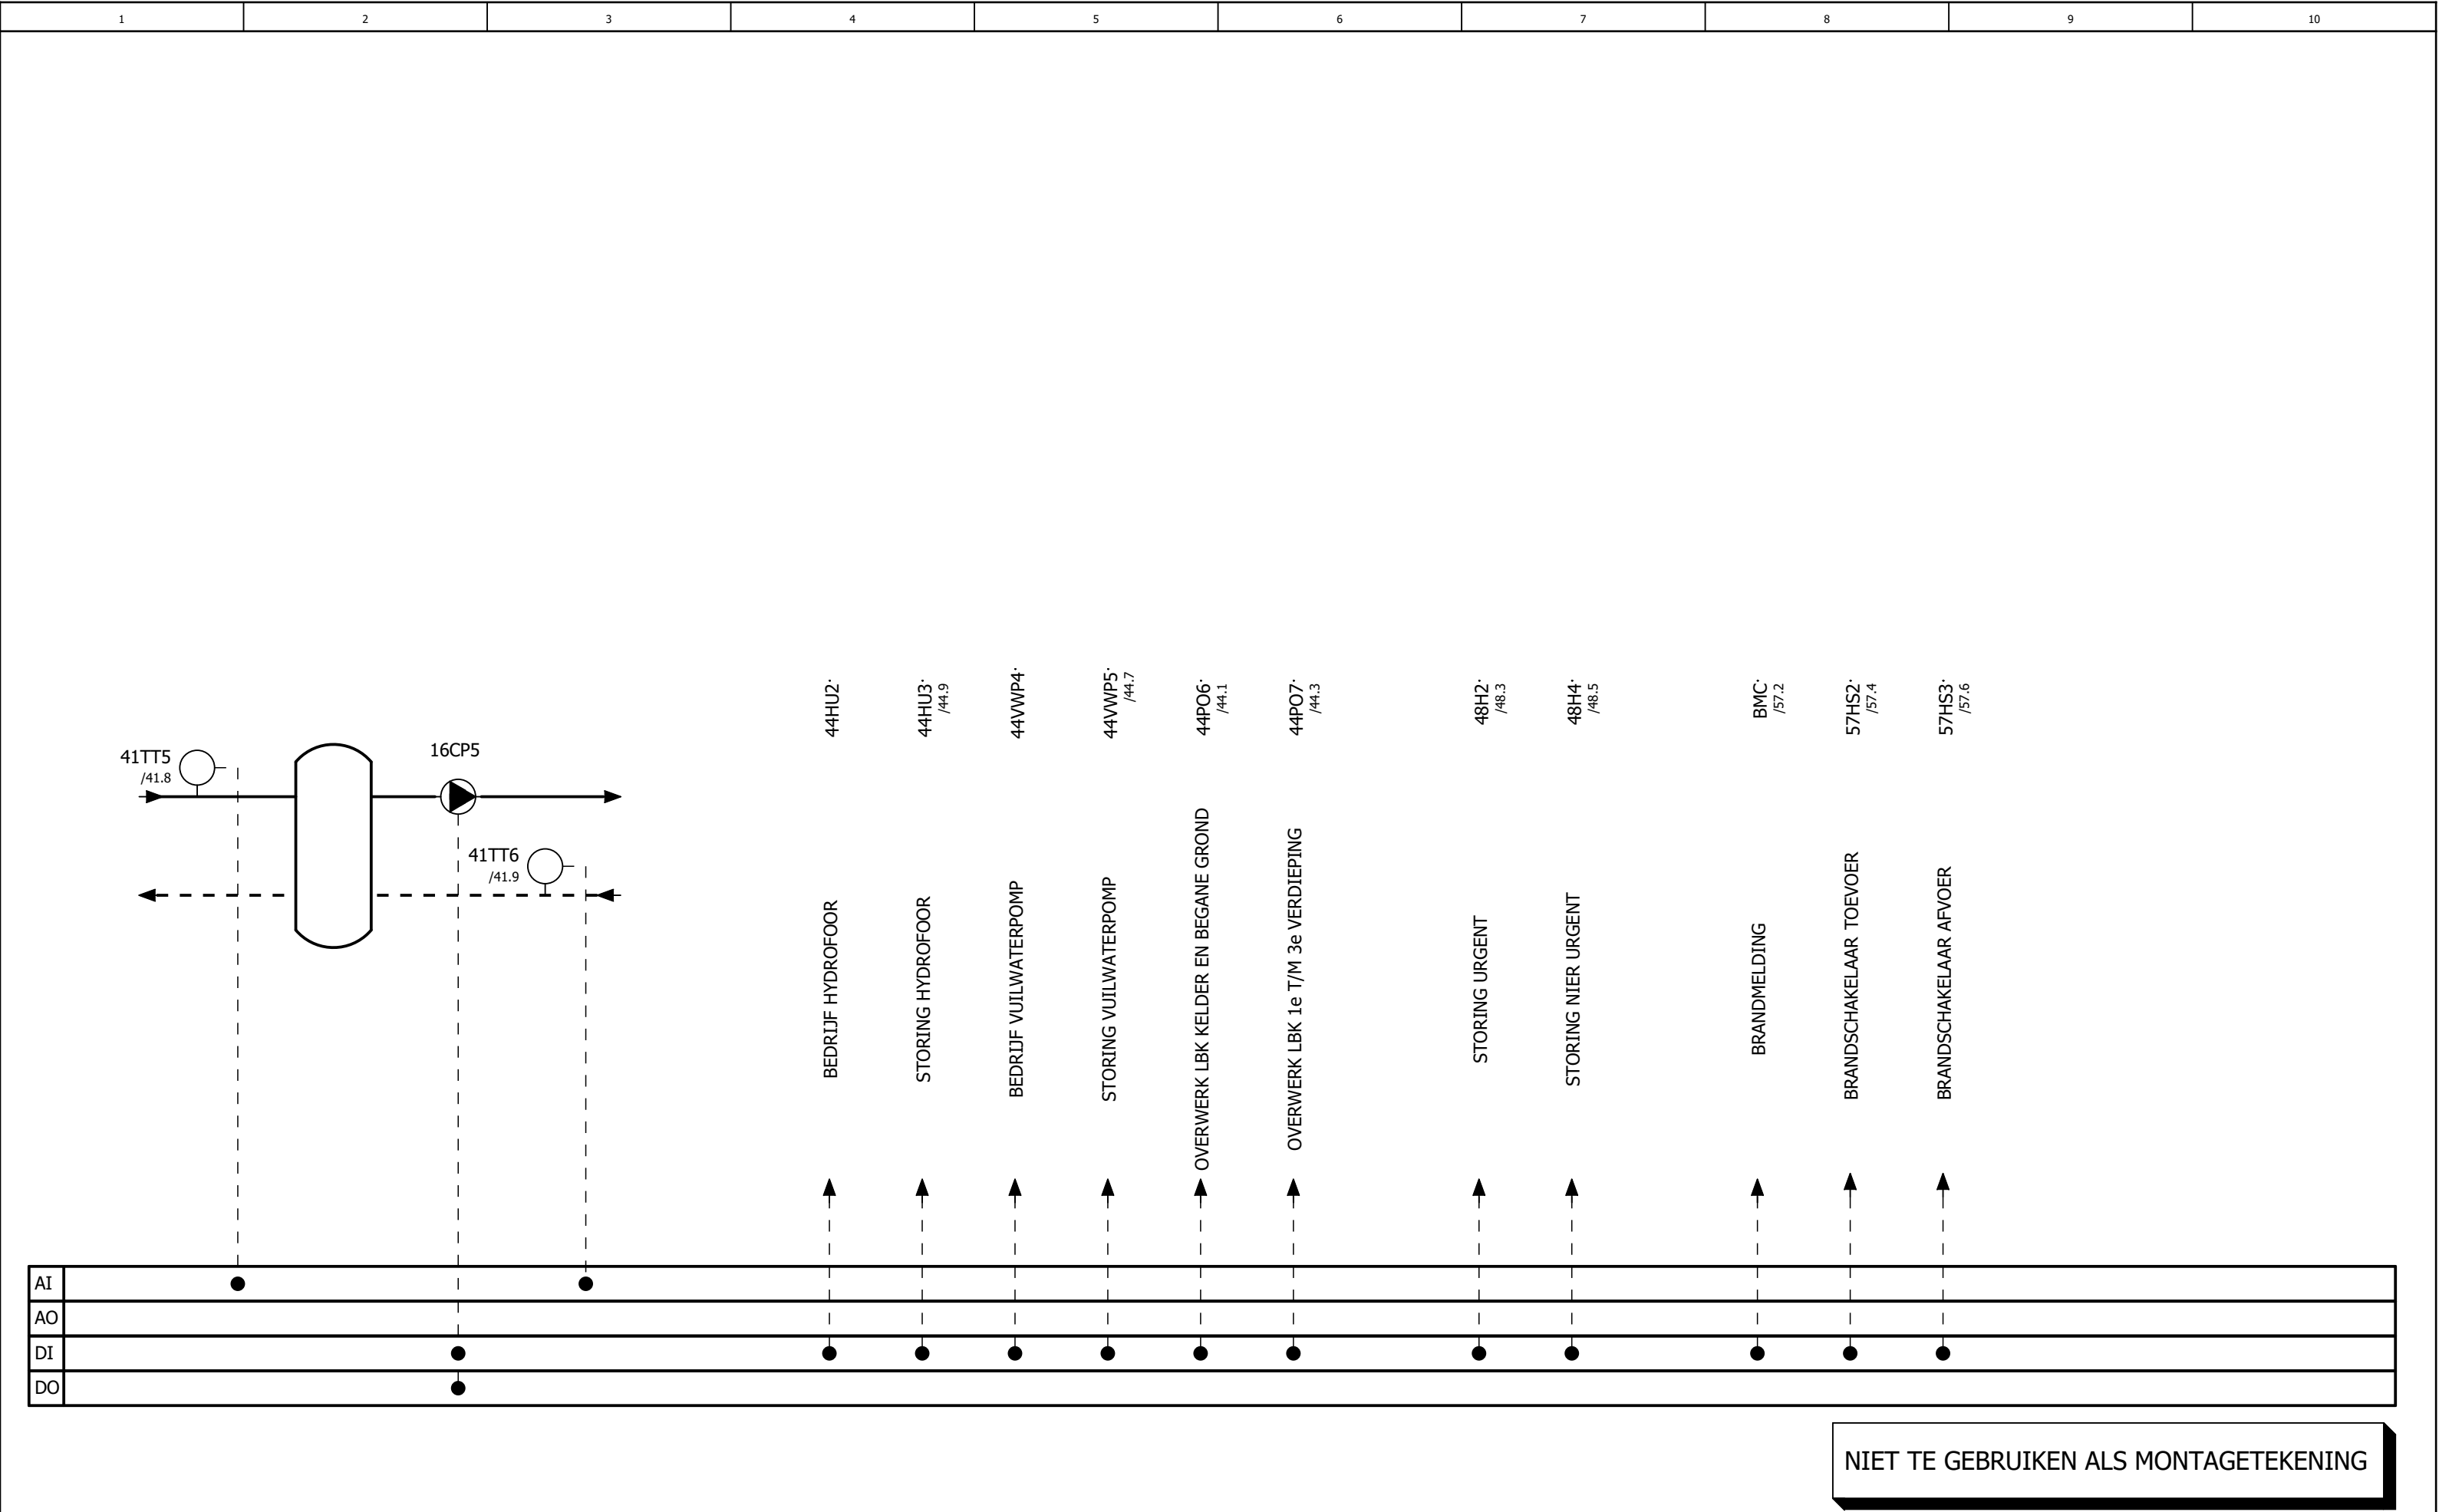 1 2 3 4 5 6 7 8 9 10
44HU2·
44HU3·
/44.9
44VWP4·
44VWP5·
/44.7
44PO6·
/44.1
44PO7·
/44.3
48H2·
/48.3
48H4·
/48.5
BMC·
/57.2
57HS2·
/57.4
57HS3·
/57.6
41TT5
/41.8
16CP5
41TT6
/41.9
BEDRIJF HYDROFOOR
STORING HYDROFOOR
BEDRIJF VUILWATERPOMP
STORING VUILWATERPOMP
OVERWERK LBK KELDER EN BEGANE GROND
OVERWERK LBK 1e T/M 3e VERDIEPING
STORING URGENT
STORING NIER URGENT
BRANDMELDING
BRANDSCHAKELAAR TOEVOER
BRANDSCHAKELAAR AFVOER
AI
AO
DI
DO
NIET TE GEBRUIKEN ALS MONTAGETEKENING